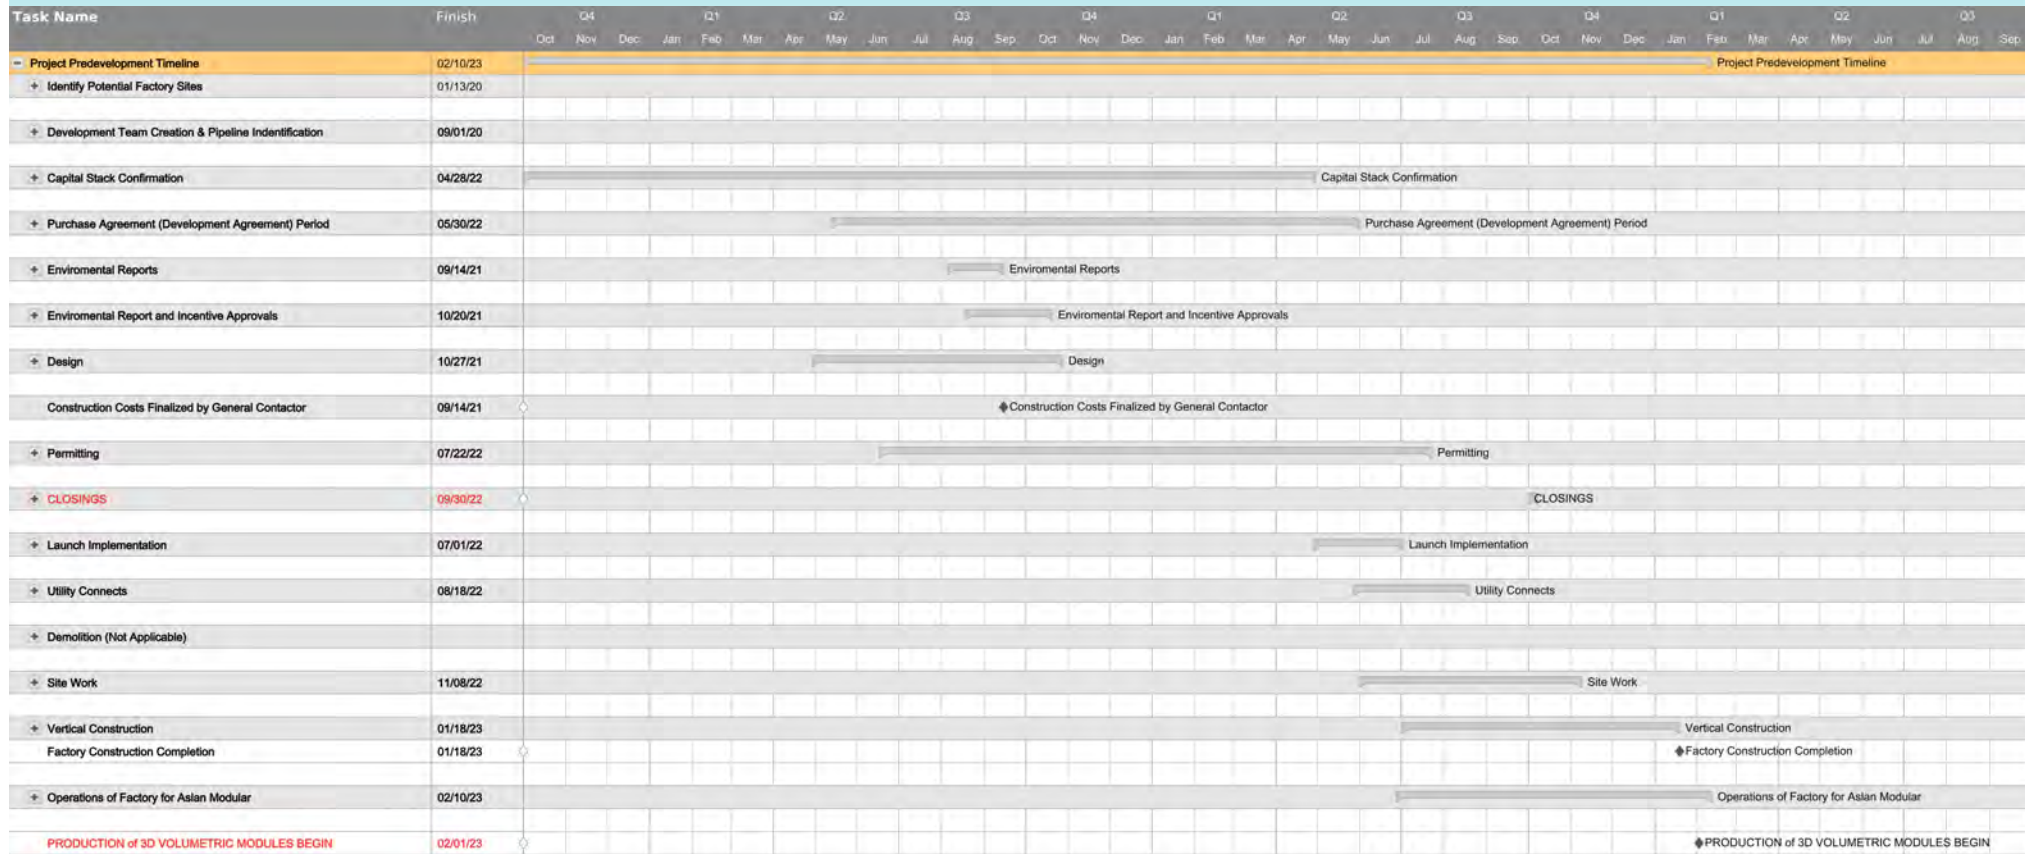 Task Name Finish Q4 Q1 Q2 Q3 Q4 Q1 Q2 Q3 Q4 Q1 Q2 Q3
Oct Nov Dec Jan Feb Mar Apr May Jun Jul Aug Sep Oct Nov Dec Jan Feb Mar Apr May Jun Jul Aug Sep Oct Nov Dec Jan Feb Mar Apr May Jun Jul Aug Sep
Project Predevelopment Timeline 02/10/23 Project Predevelopment Timeline
Identify Potential Factory Sites 01/13/20
Development Team Creation & Pipeline Indentification 09/01/20
Capital Stack Confirmation 04/28/22 Capital Stack Confirmation
Purchase Agreement (Development Agreement) Period 05/30/22 Purchase Agreement (Development Agreement) Period
Enviromental Reports 09/14/21 Enviromental Reports
Enviromental Report and Incentive Approvals 10/20/21 Enviromental Report and Incentive Approvals
Design 10/27/21 Design
Construction Costs Finalized by General Contactor 09/14/21 Construction Costs Finalized by General Contactor
Permitting 07/22/22 Permitting
CLOSINGS 09/30/22 CLOSINGS
Launch Implementation 07/01/22 Launch Implementation
Utility Connects 08/18/22 Utility Connects
Demolition (Not Applicable)
Site Work 11/08/22 Site Work
Vertical Construction 01/18/23 Vertical Construction
Factory Construction Completion 01/18/23 Factory Construction Completion
Operations of Factory for Aslan Modular 02/10/23 Operations of Factory for Aslan Modular
PRODUCTION of 3D VOLUMETRIC MODULES BEGIN 02/01/23 PRODUCTION of 3D VOLUMETRIC MODULES BEGIN